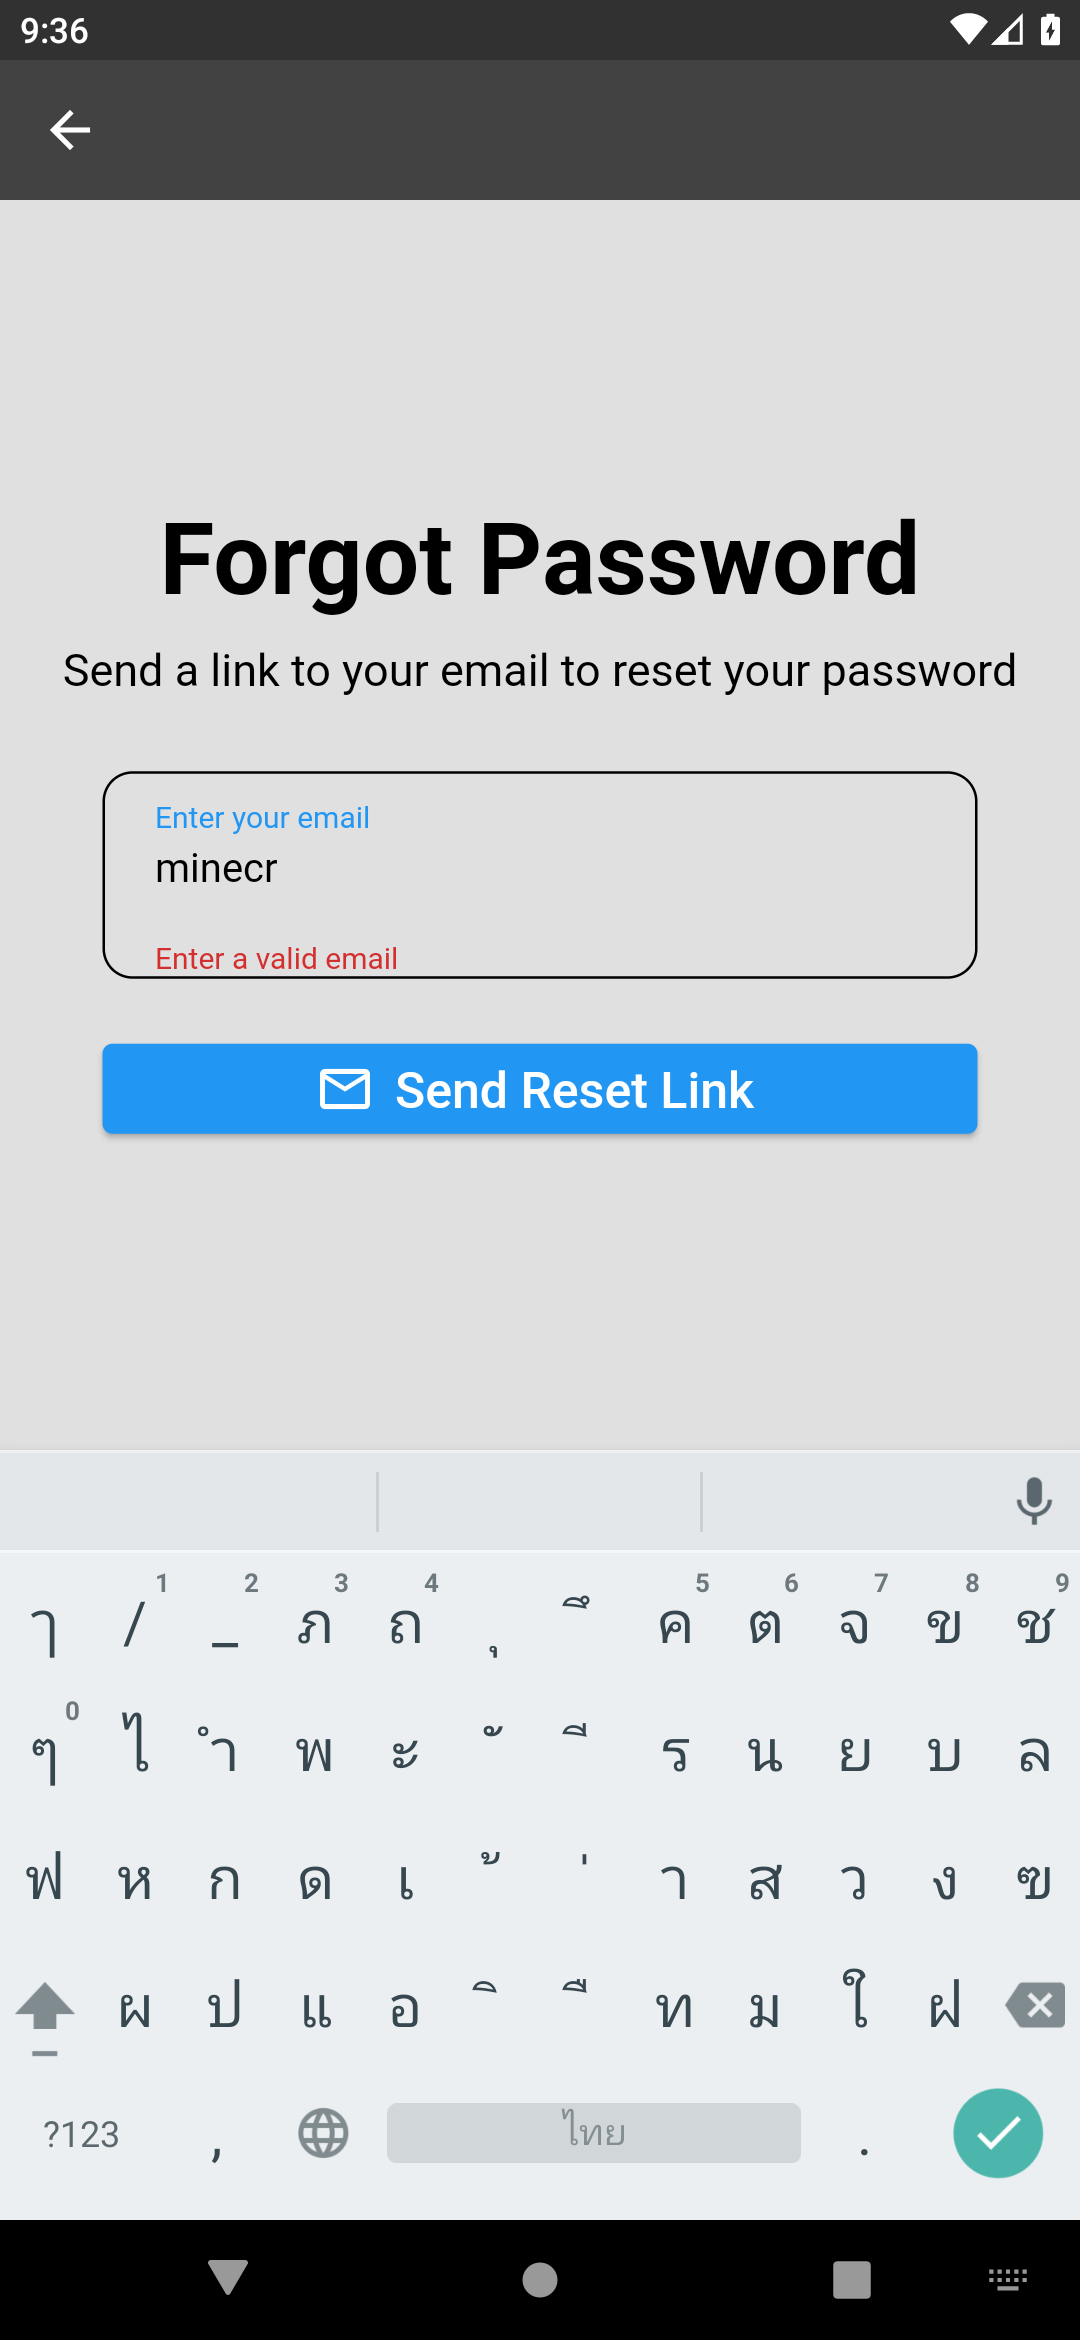 9:36
Forgot Password
Send a link to your email to reset your password
Enter your email
minecr
Enter a valid email
Send Reset Link
1 2 3 4 5 6 7 8 9
ๅ / _ ภ ถ ุ ึ ค ต จ ข ช
0
ๆ ไ ำ พ ะ ั ี ร น ย บ ล
ฟ ห ก ด เ ้ ่ า ส ว ง ฃ
ผ ป แ อ ิ ื ท ม ใ ฝ
?123 , ไทย .